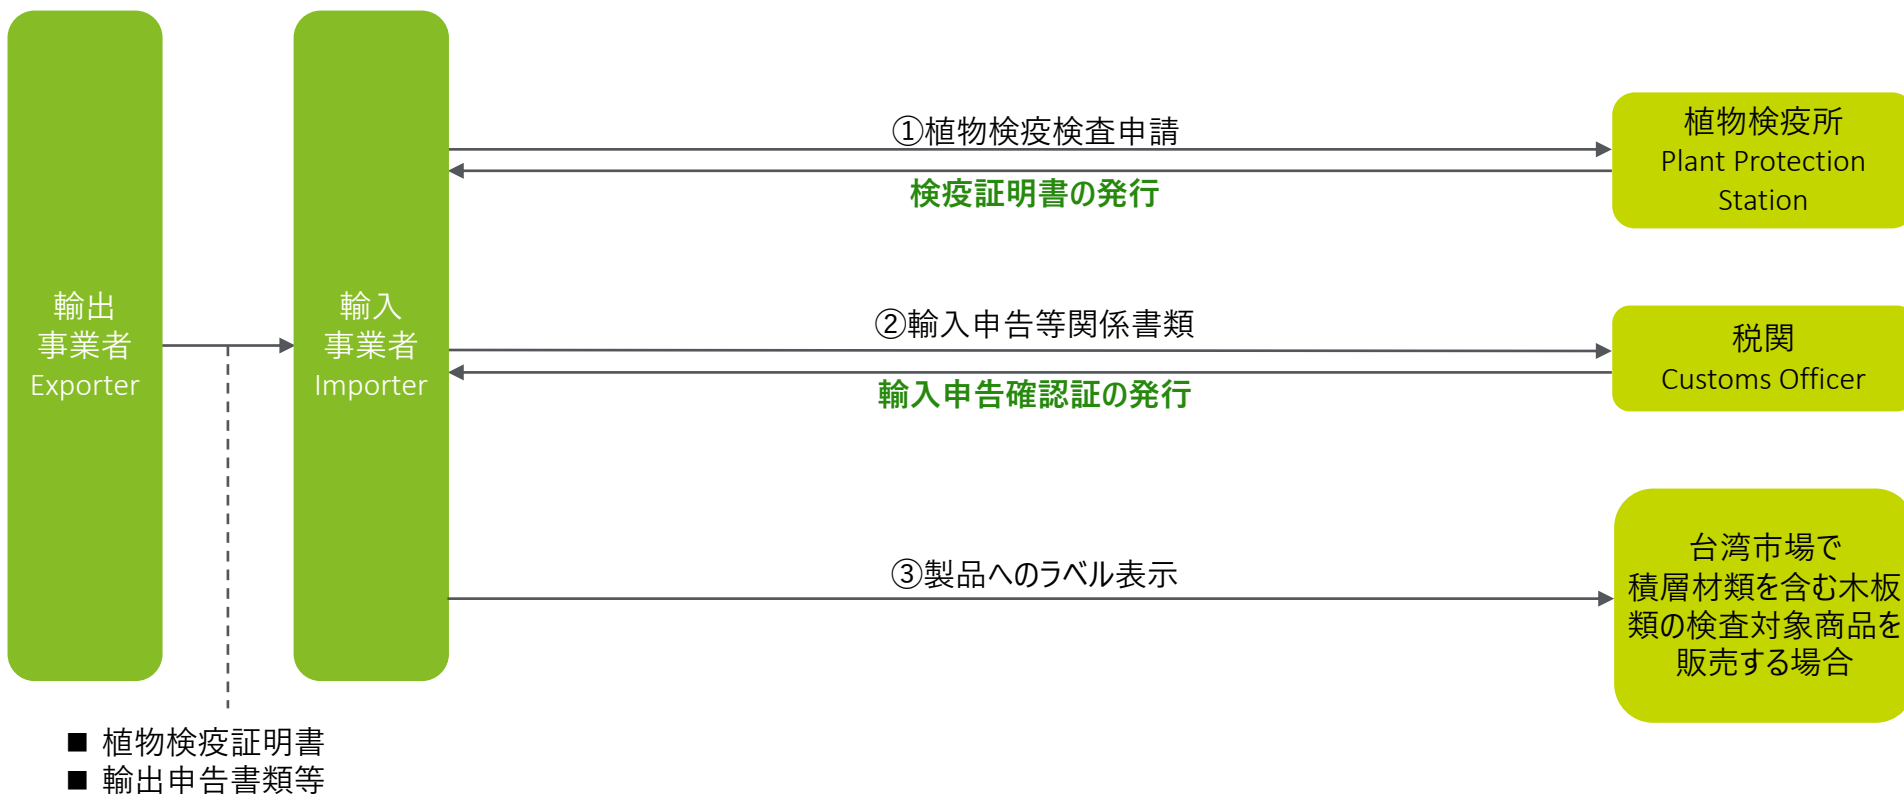 輸出
事業者
Exporter
輸入
事業者
Importer
①植物検疫検査申請
検疫証明書の発行
植物検疫所
Plant Protection
Station
②輸入申告等関係書類
輸入申告確認証の発行
税関
Customs Officer
③製品へのラベル表示
台湾市場で
積層材類を含む木板
類の検査対象商品を
販売する場合
■ 植物検疫証明書
■ 輸出申告書類等